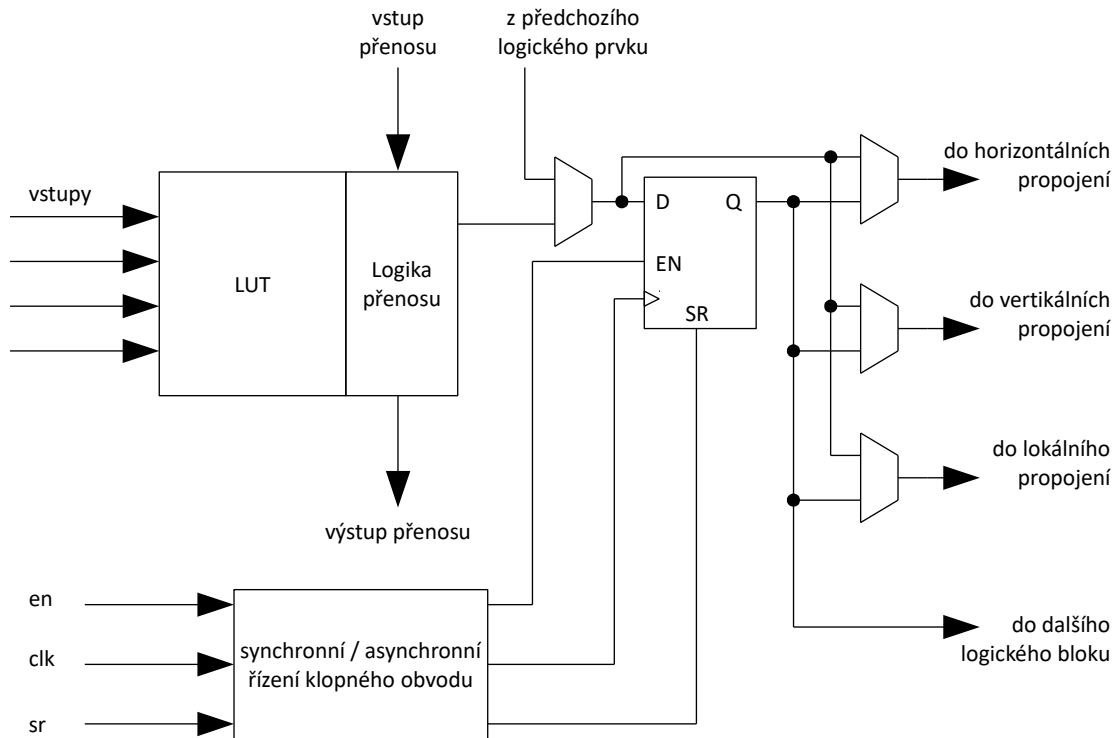 vstup
přenosu
z předchozího
logického prvku
vstupy
LUT
Logika
přenosu
D
Q
EN
SR
do horizontálních
propojení
do vertikálních
propojení
do lokálního
propojení
výstup přenosu
en
clk
sr
synchronní / asynchronní
řízení klopného obvodu
do dalšího
logického bloku